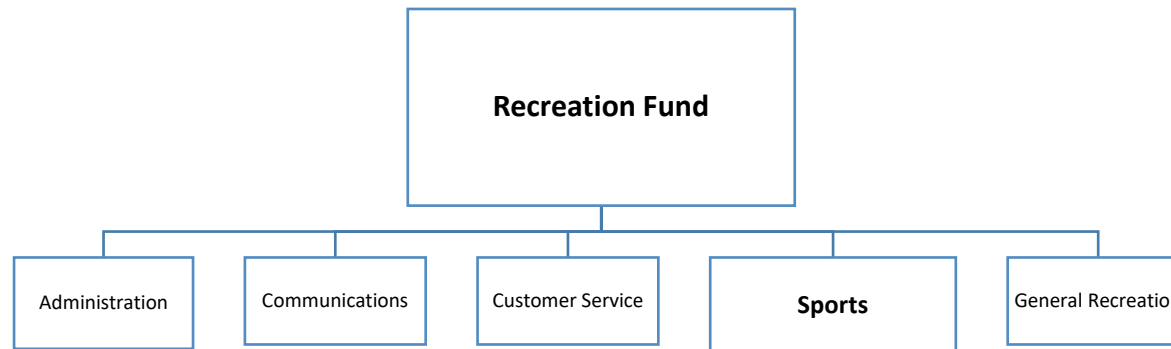 Recreation Fund
Administration
Communications
Customer Service
Sports
General Recreatio